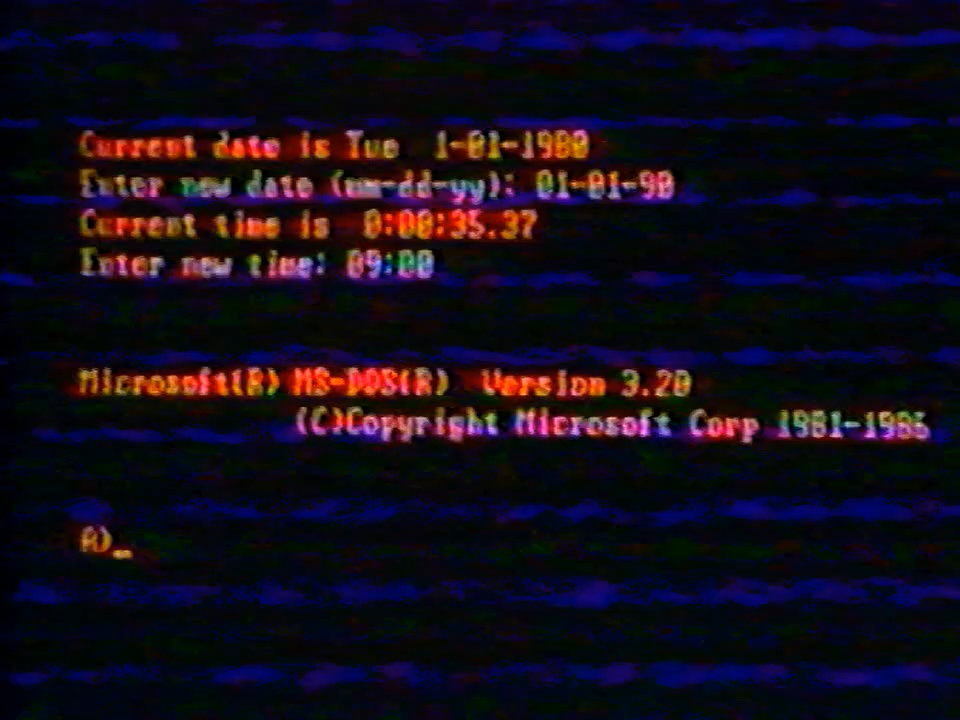 Current date is Tue  1-01-1980
Enter new date (mm-dd-yy): 01-01-90
Current time is  0:00:35.37
Enter new time: 09:00
Microsoft(R) MS-DOS(R)  Version 3.20
(C)Copyright Microsoft Corp 1981-1986
A>_